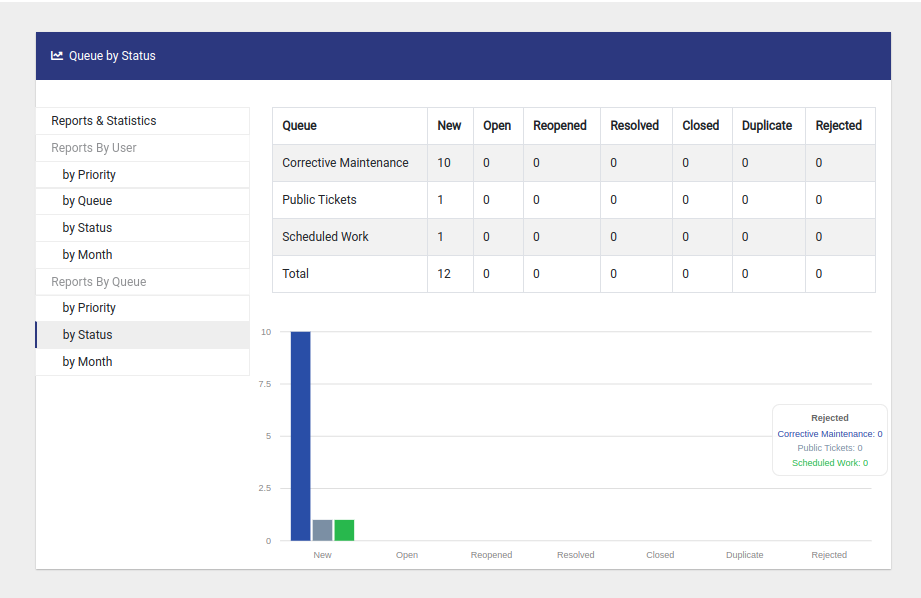 Queue by Status
Reports & Statistics
Reports By User
by Priority
by Queue
by Status
by Month
Reports By Queue
by Priority
by Status
by Month
Queue New Open Reopened Resolved Closed Duplicate Rejected
Corrective Maintenance 10 0 0 0 0 0 0
Public Tickets 1 0 0 0 0 0 0
Scheduled Work 1 0 0 0 0 0 0
Total 12 0 0 0 0 0 0
10
7.5
5
2.5
0
Rejected
Corrective Maintenance: 0
Public Tickets: 0
Scheduled Work: 0
New Open Reopened Resolved Closed Duplicate Rejected